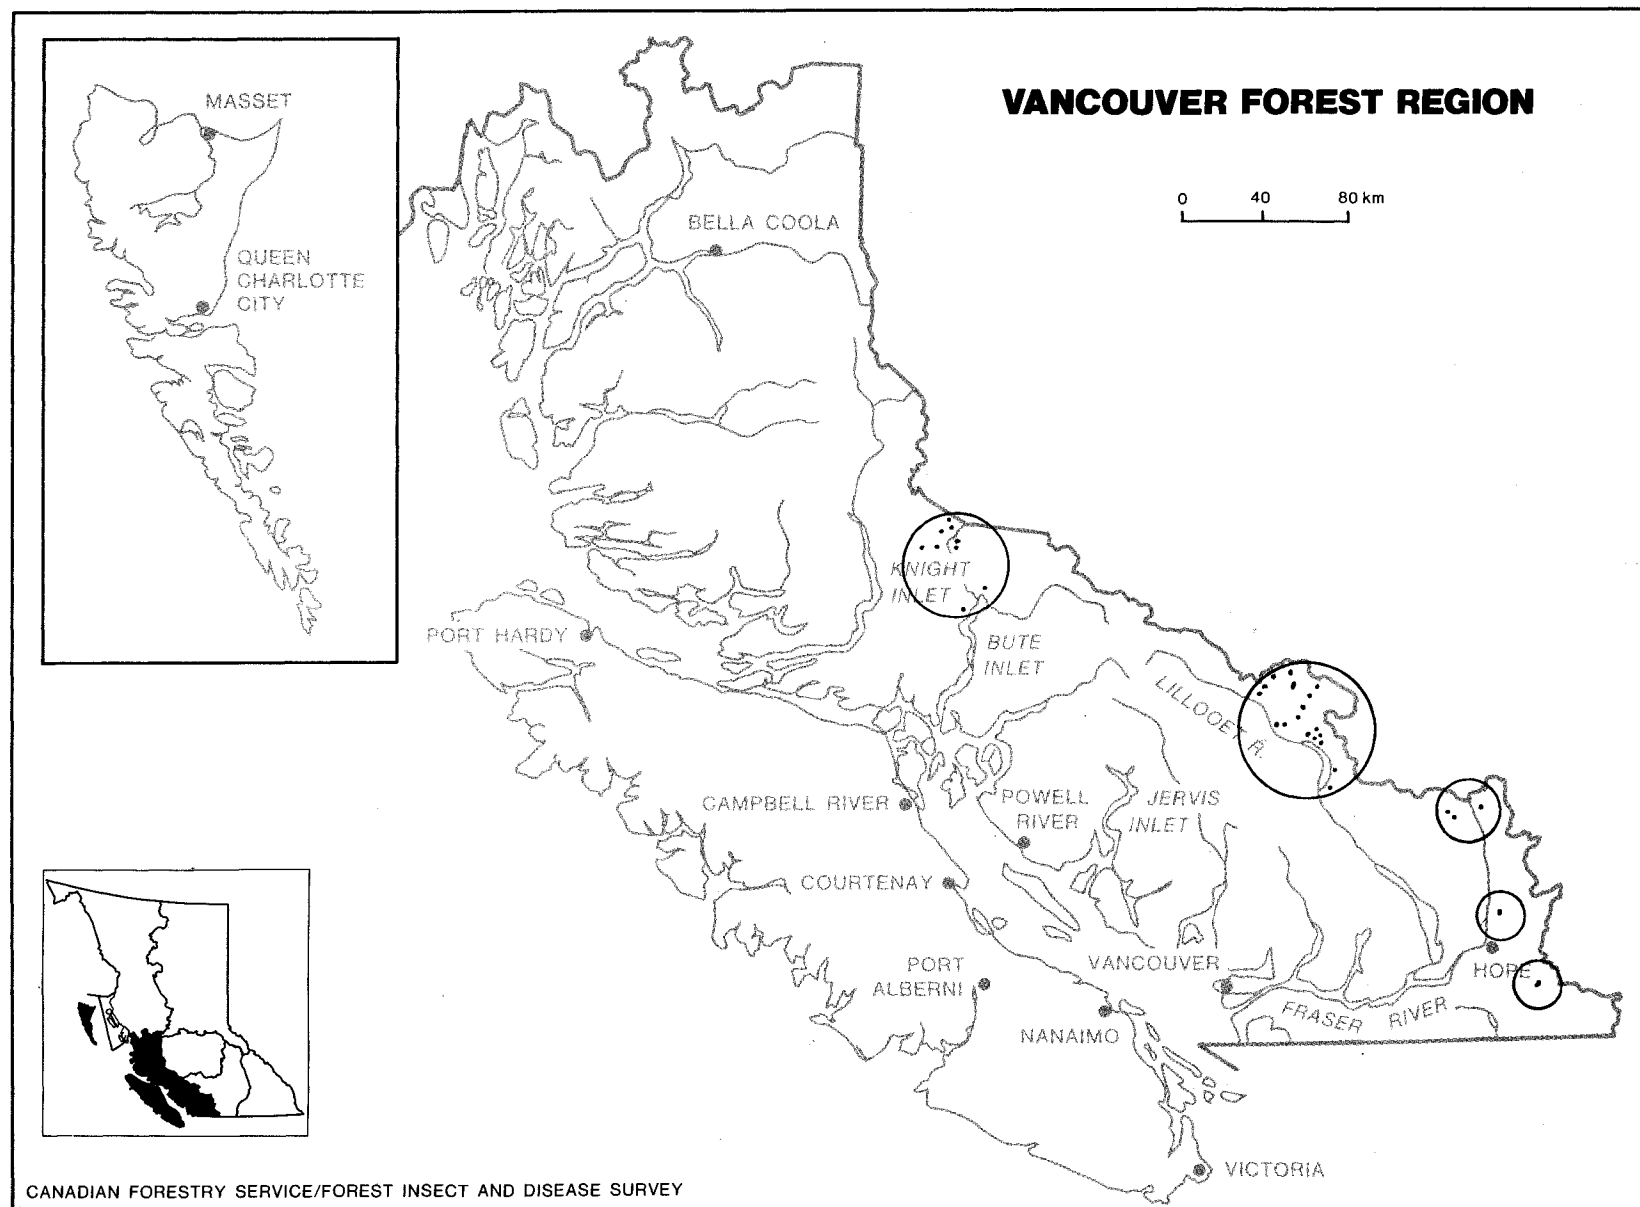 VANCOUVER FOREST REGION
0 40 80 km
MASSET
QUEEN
CHARLOTTE
CITY
BELLA COOLA
KNIGHT
INLET
PORT HARDY
BUTE
INLET
LILLOOET R.
CAMPBELL RIVER
POWELL
RIVER
JERVIS
INLET
COURTENAY
PORT
ALBERNI
VANCOUVER
HOPE
FRASER RIVER
NANAIMO
VICTORIA
CANADIAN FORESTRY SERVICE/FOREST INSECT AND DISEASE SURVEY